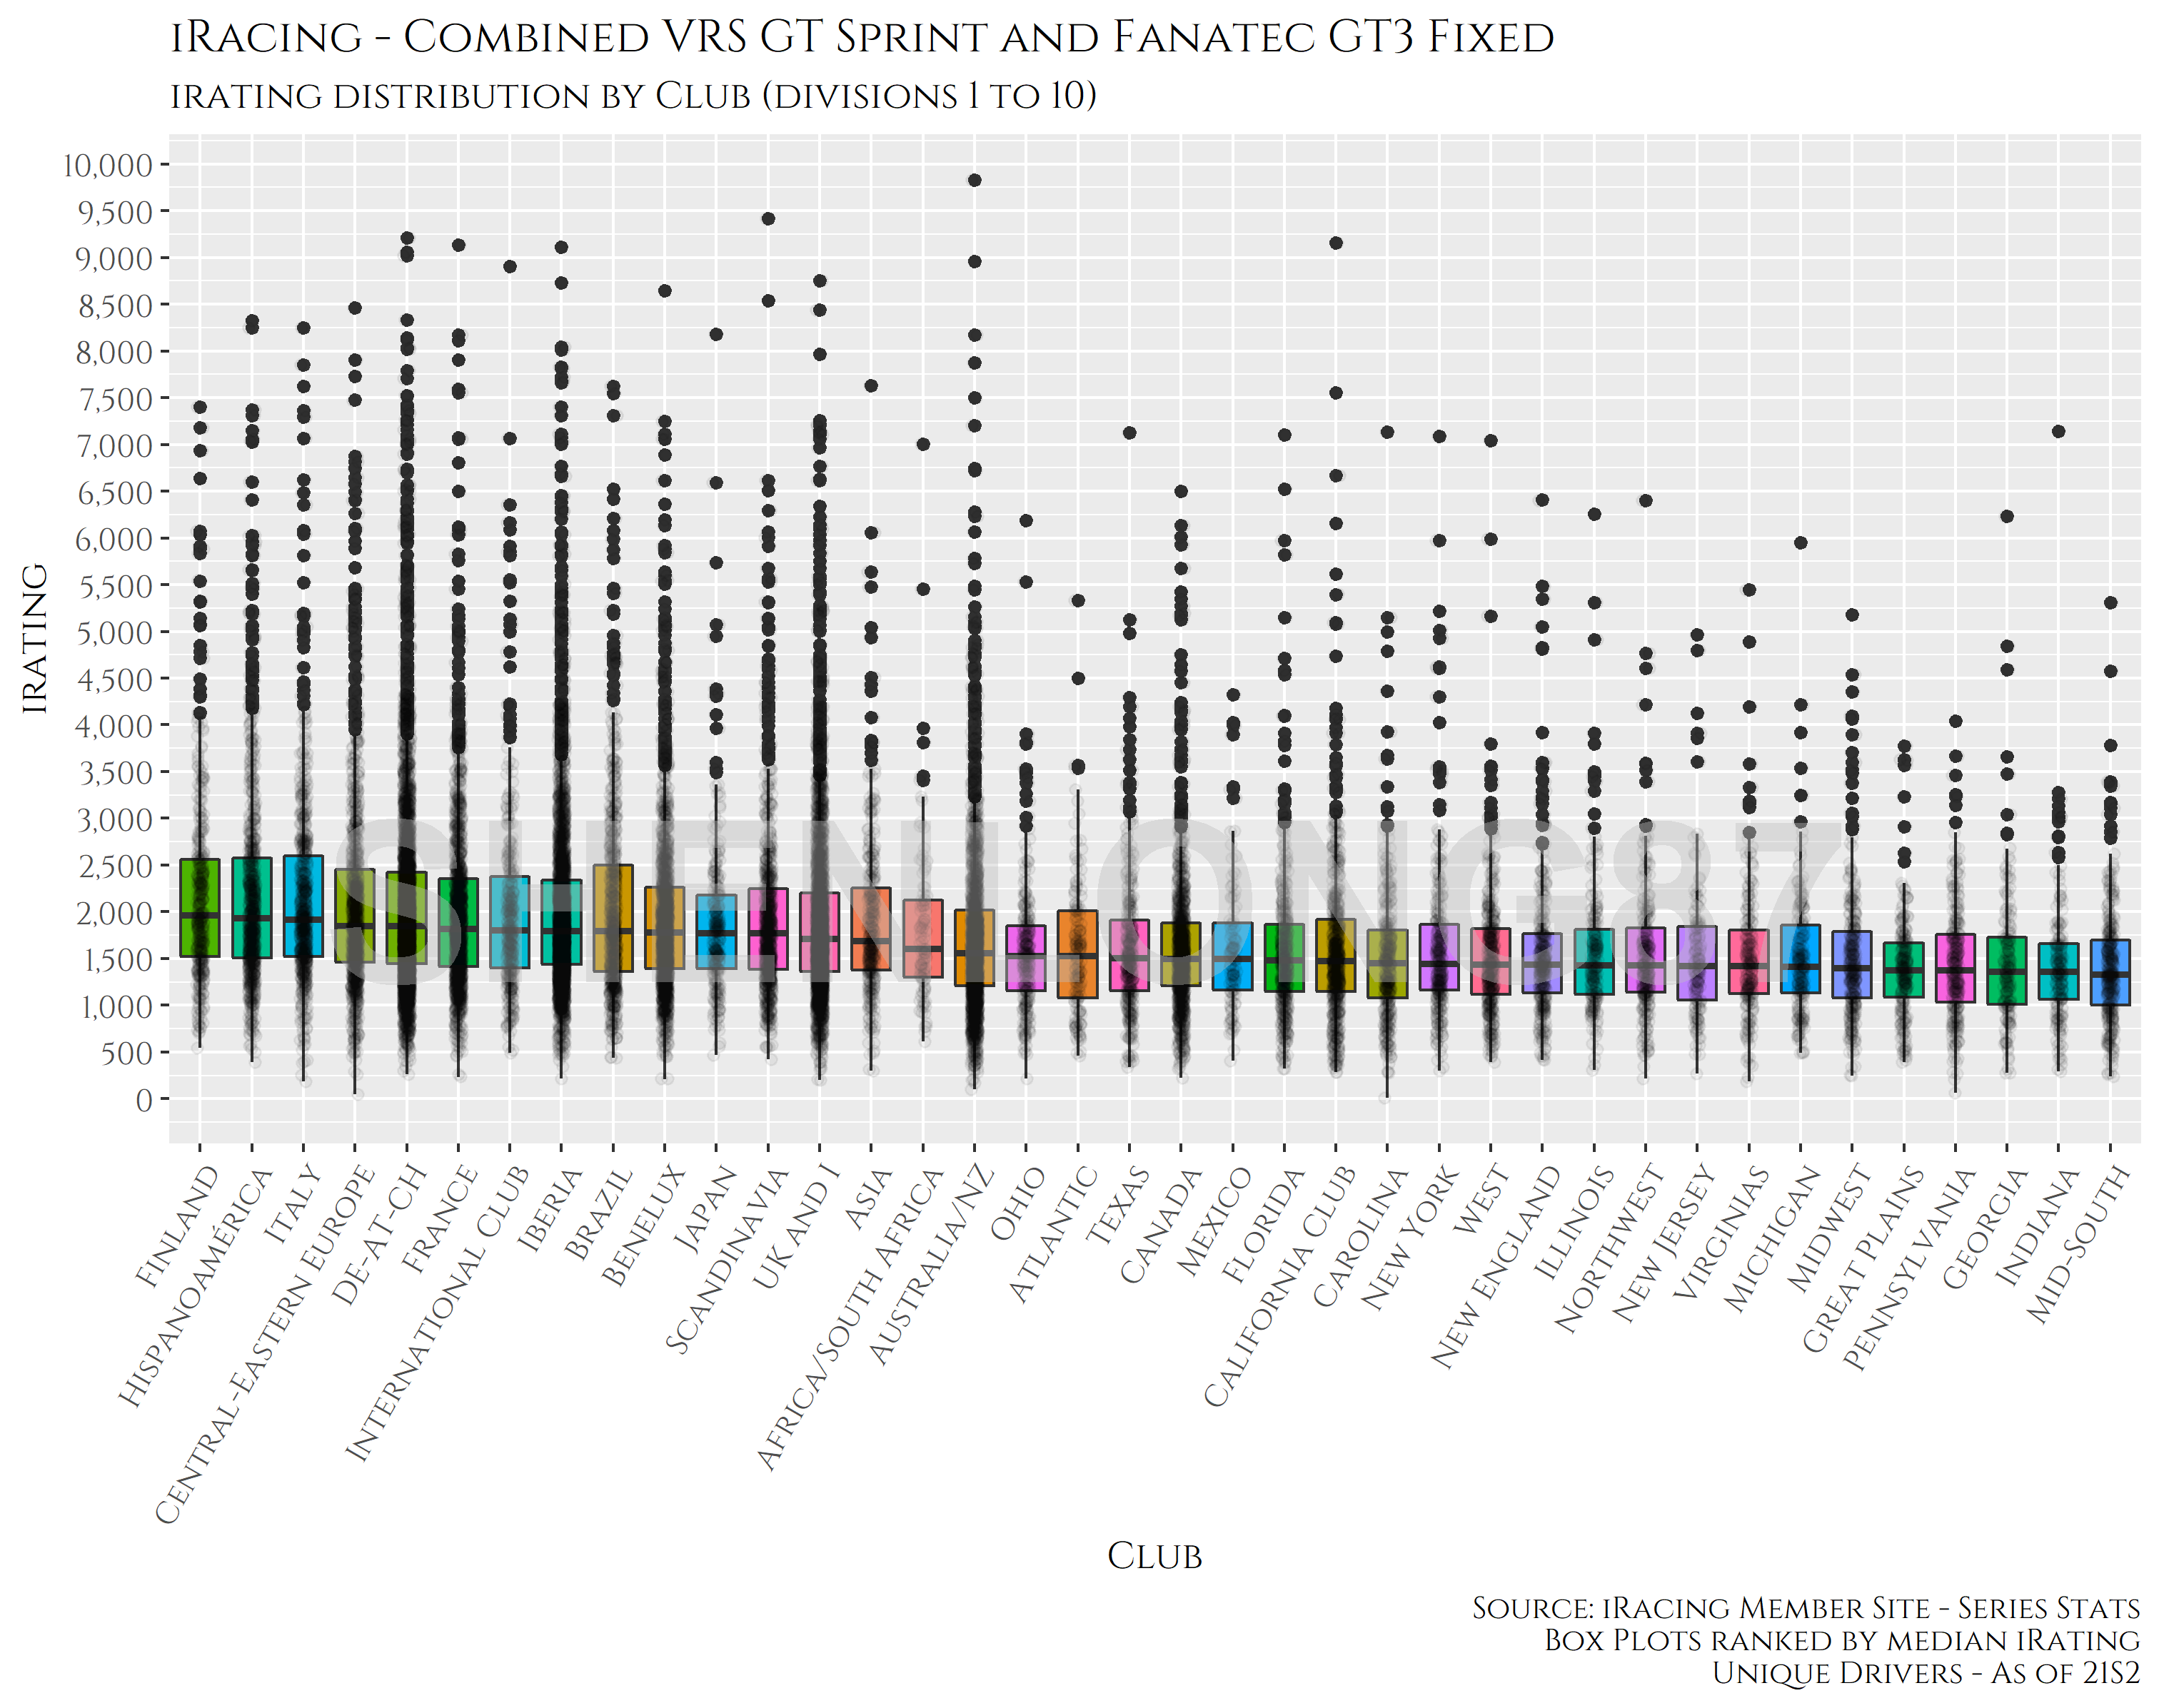 iRacing - Combined VRS GT Sprint and Fanatec GT3 Fixed
irating distribution by Club (divisions 1 to 10)
10,000
9,500
9,000
8,500
8,000
7,500
7,000
6,500
6,000
5,500
5,000
4,500
4,000
3,500
3,000
2,500
2,000
1,500
1,000
500
0
irating
Finland
Hispanoamérica
Italy
Central-Eastern Europe
DE-AT-CH
France
International Club
Iberia
Brazil
Benelux
Japan
Scandinavia
UK and I
Asia
Africa/South Africa
Australia/NZ
Ohio
Atlantic
Texas
Canada
Mexico
Florida
California Club
Carolina
New York
West
New England
Illinois
Northwest
New Jersey
Virginias
Michigan
Midwest
Great Plains
Pennsylvania
Georgia
Indiana
Mid-South
Club
Source: iRacing Member Site - Series Stats
Box Plots ranked by median iRating
Unique Drivers - As of 21S2